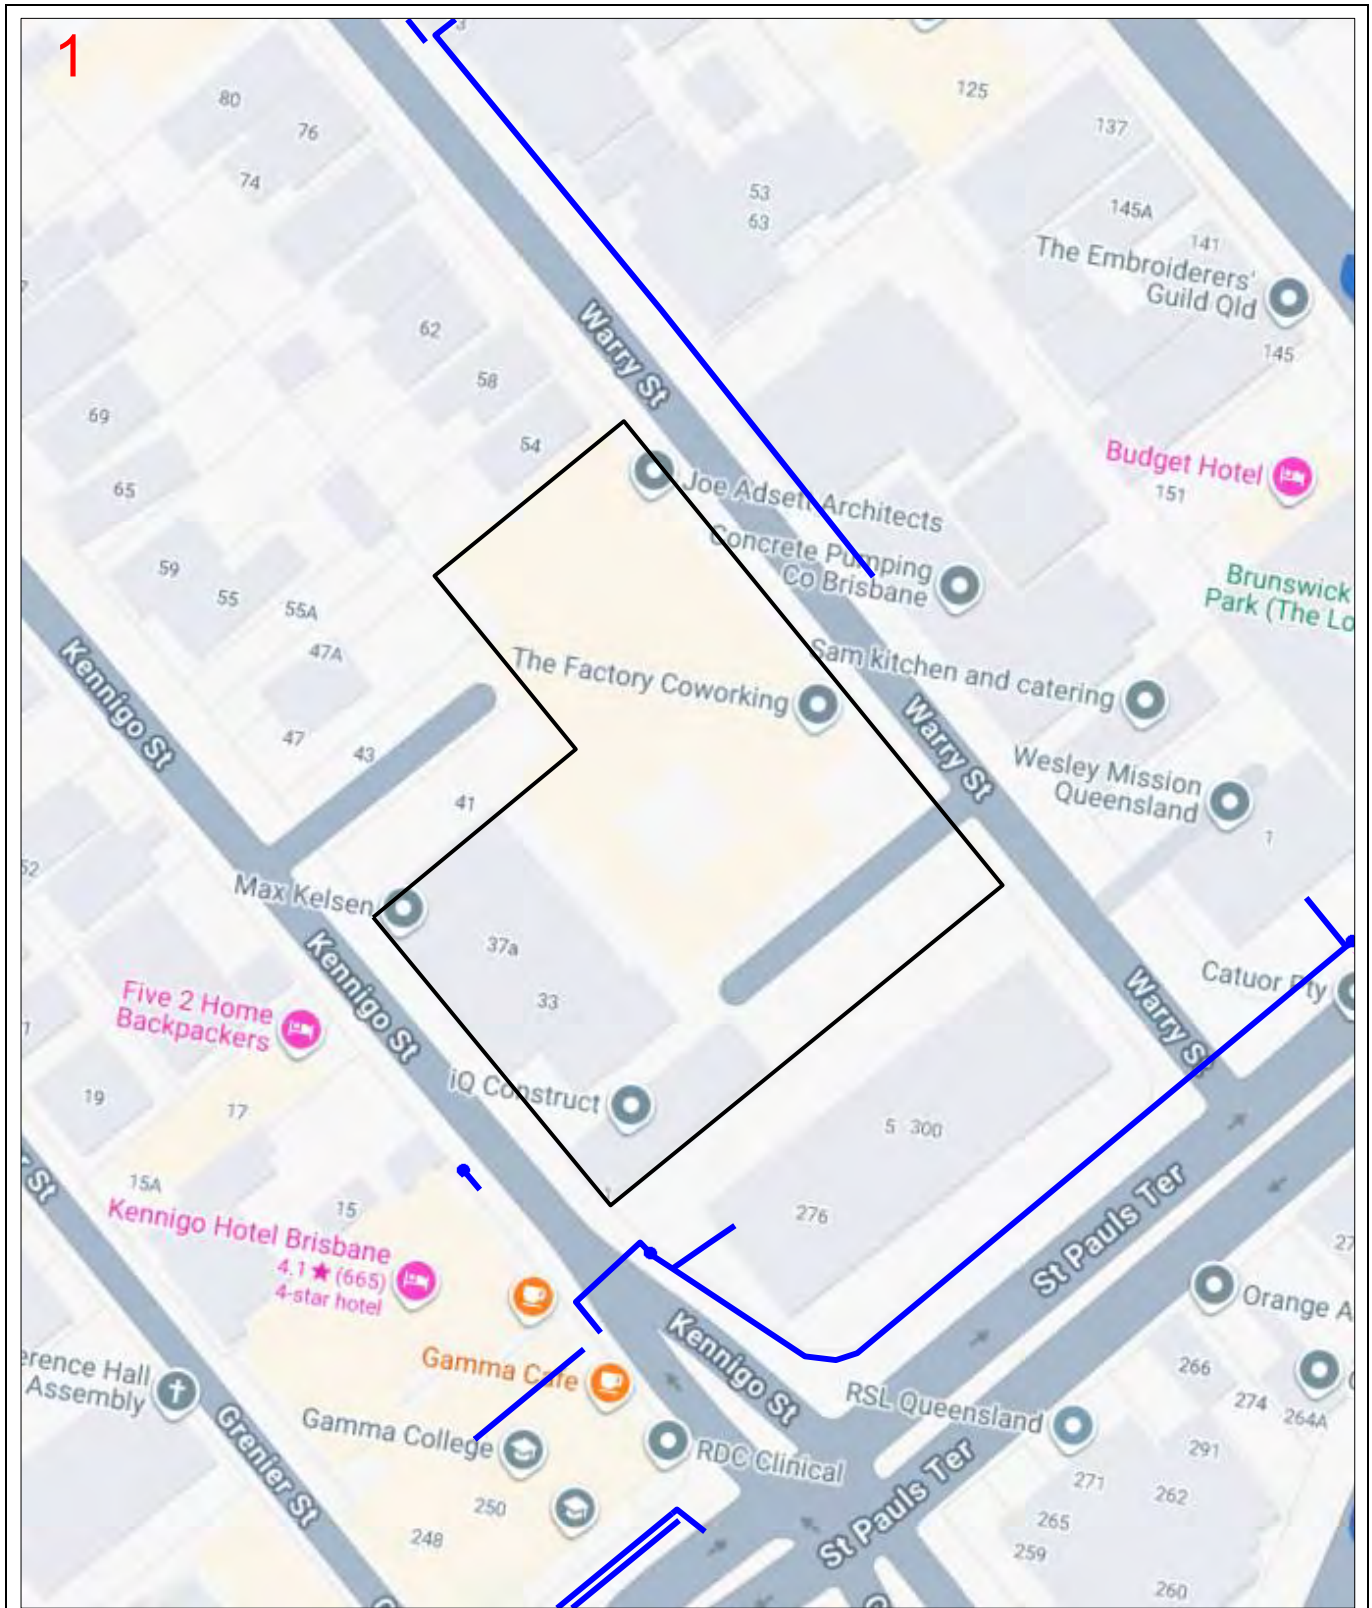 1
3
80
76
125
137
74
53
63
145A
141
The Embroiderers'
Guild Qld
62
Warry St
145
58
69
54
Budget Hotel
151
65
Joe Adsett Architects
Concrete Pumping
Co Brisbane
59
55
55A
Brunswick
Park (The Lo
47A
Kennigo St
The Factory Coworking
Sam kitchen and catering
47
43
Warry St
Wesley Mission
Queensland
41
1
52
Max Kelsen
37a
Kennigo St
Catuor Pty
Five 2 Home
Backpackers
33
Warry St
19
17
iQ Construct
5 300
15A
15
276
Kennigo Hotel Brisbane
4.1★ (665)
4-star hotel
St Pauls Ter
27
Orange A
Kennigo St
erence Hall
Assembly
Gamma Cafe
266
RSL Queensland
274
264A
Grenier St
Gamma College
RDC Clinical
291
271
262
250
248
St Pauls Ter
265
259
260